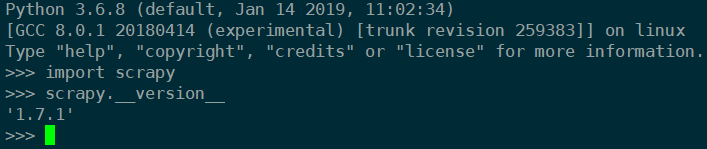 Python 3.6.8 (default, Jan 14 2019, 11:02:34)
[GCC 8.0.1 20180414 (experimental) [trunk revision 259383]] on linux
Type "help", "copyright", "credits" or "license" for more information.
>>> import scrapy
>>> scrapy.__version__
'1.7.1'
>>>